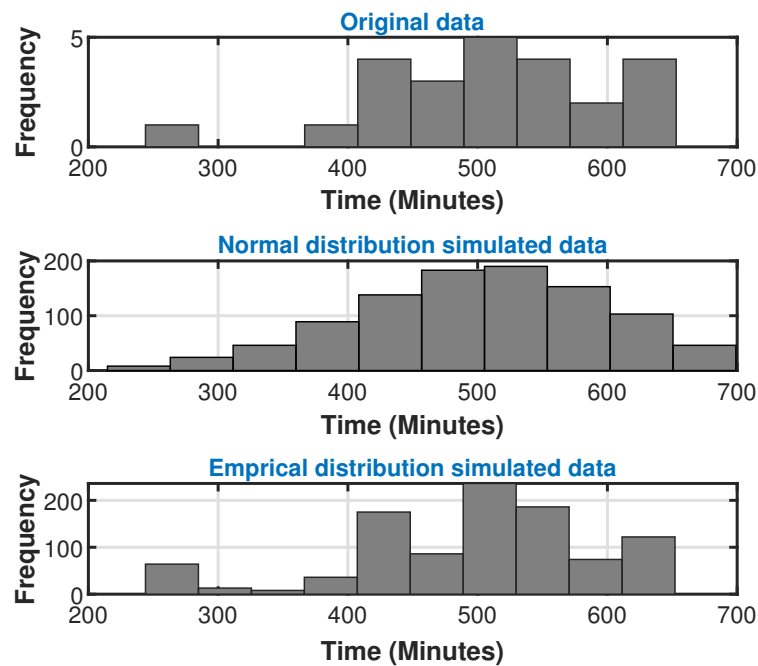 Original data
5
0
Frequency
200 300 400 500 600 700
Time (Minutes)
Normal distribution simulated data
200
100
0
Frequency
200 300 400 500 600 700
Time (Minutes)
Emprical distribution simulated data
200
100
0
Frequency
200 300 400 500 600 700
Time (Minutes)